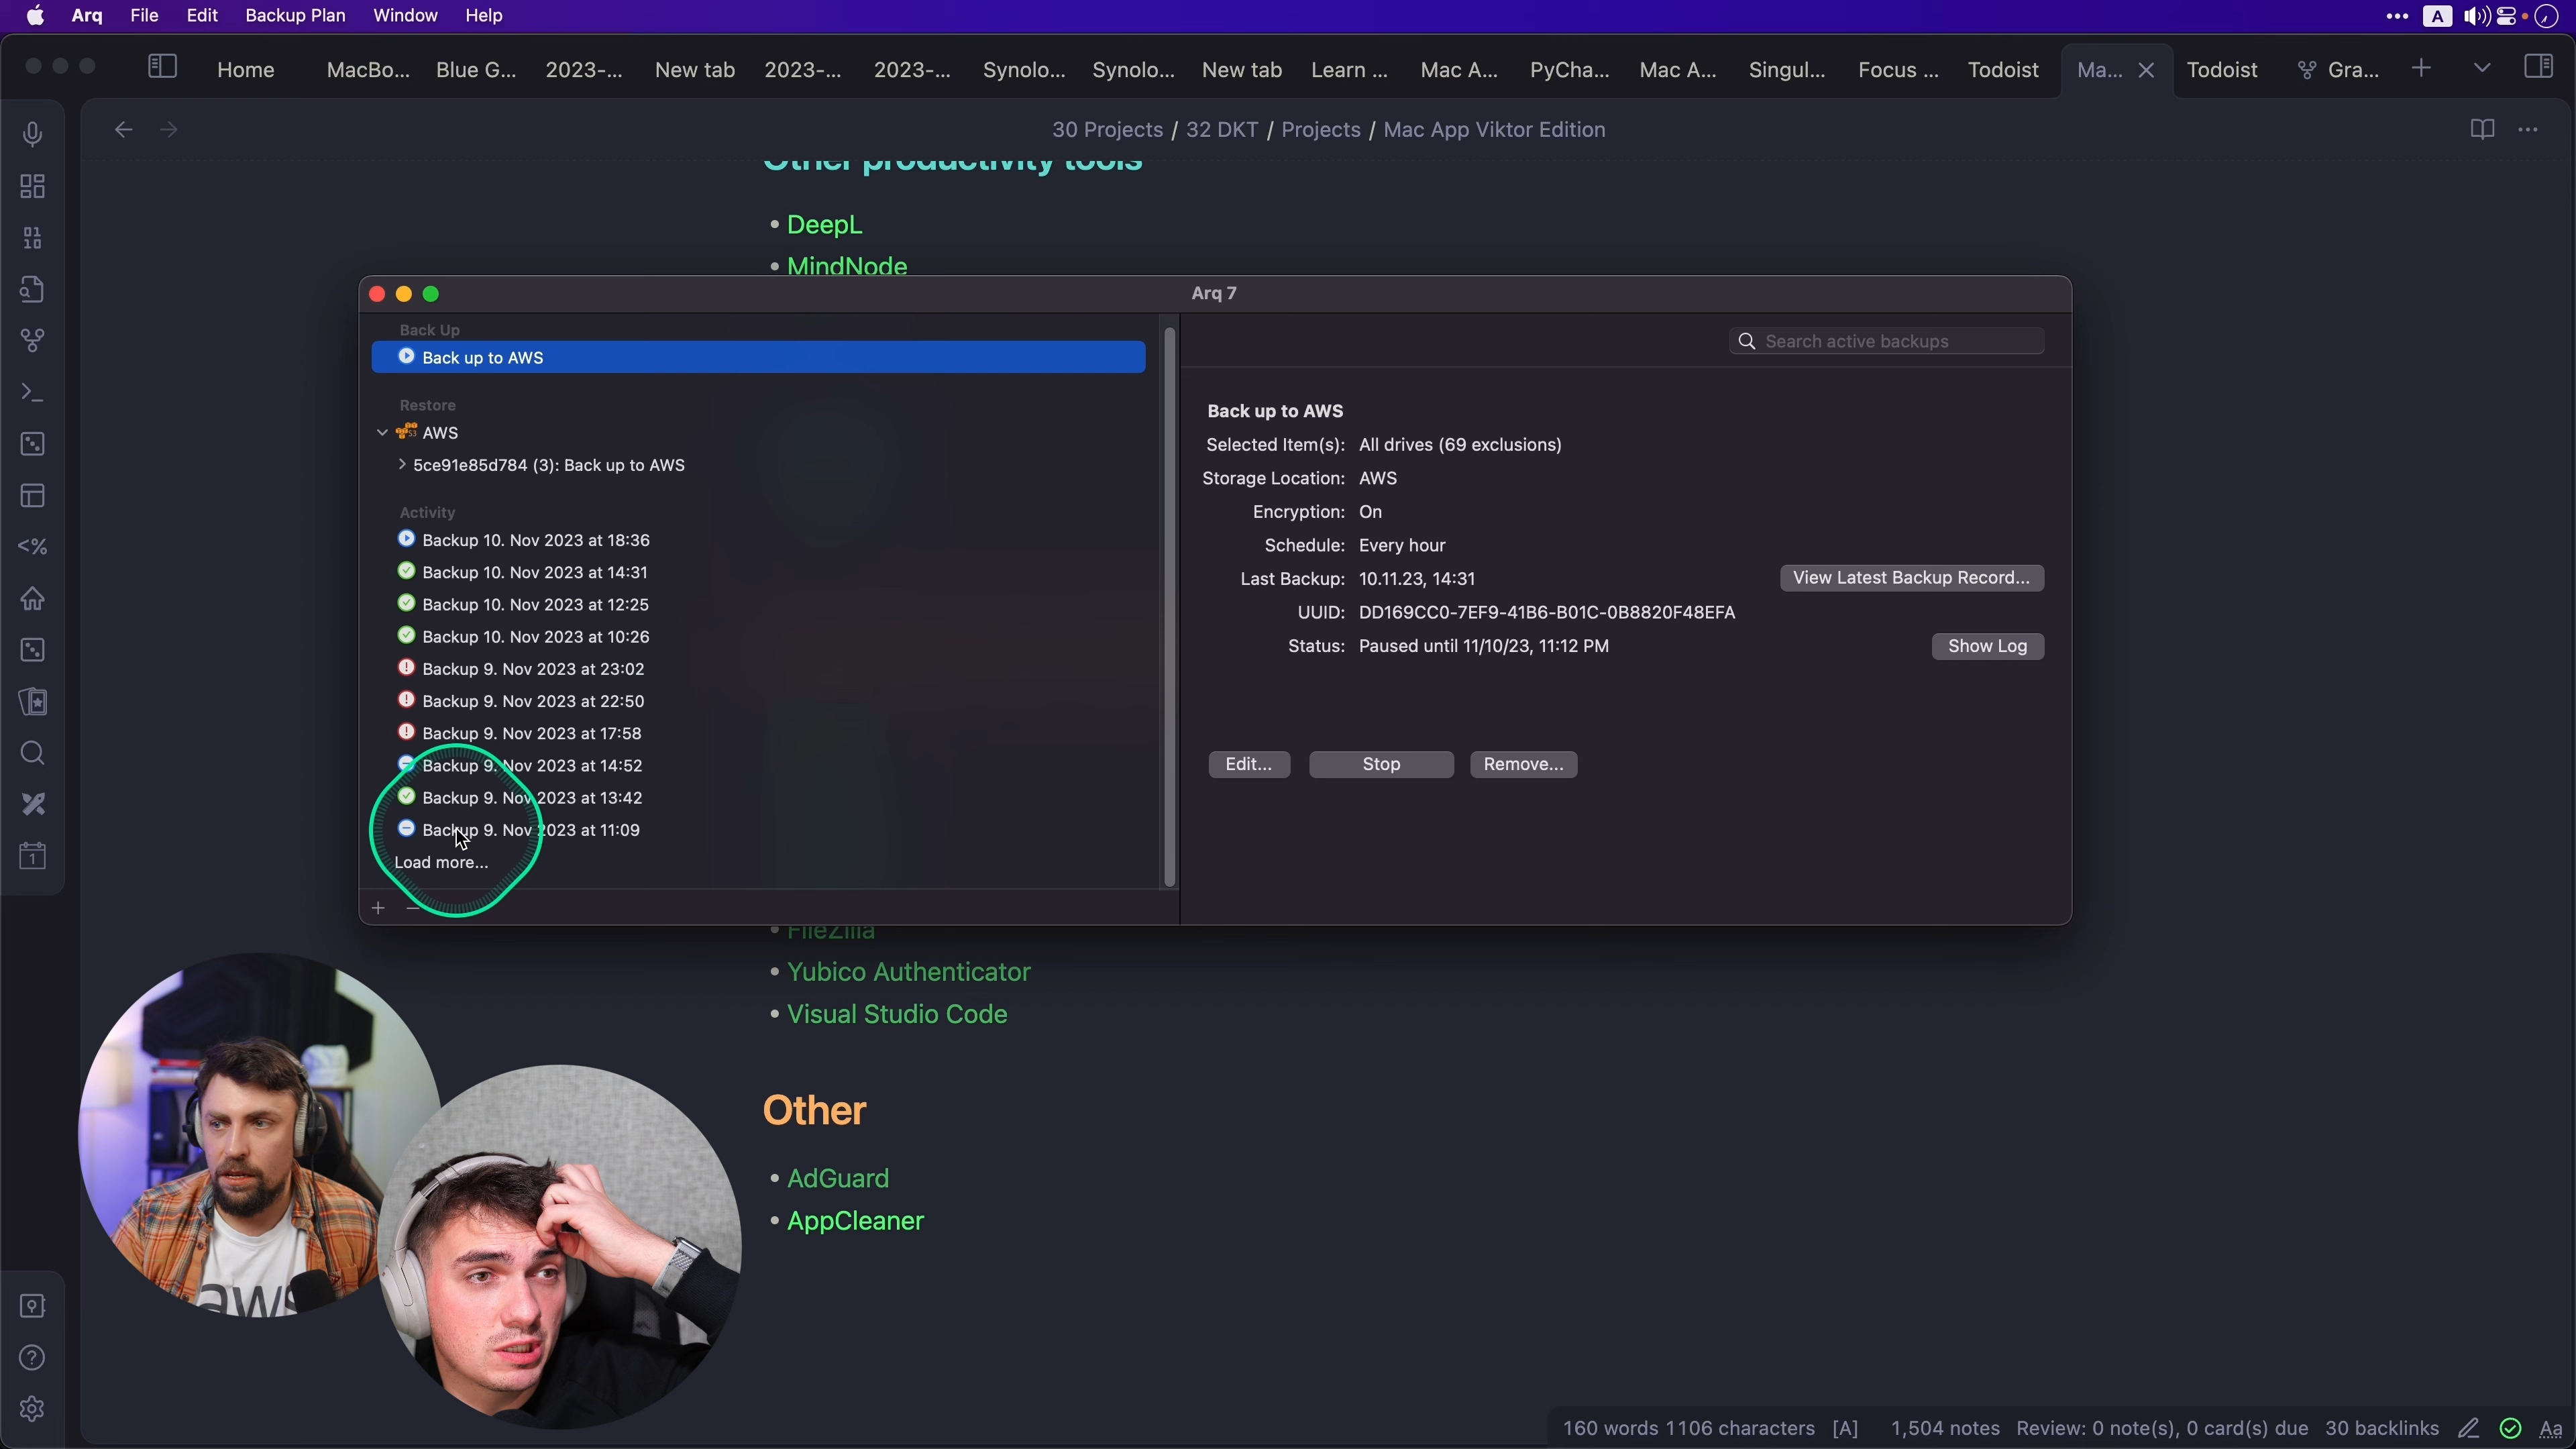 Arq File Edit Backup Plan Window Help
A
Home MacBo... Blue G... 2023-... New tab 2023-... 2023-... Synolo... Synolo... New tab Learn ... Mac A... PyCha... Mac A... Singul... Focus ... Todoist Ma... Todoist Gra...
30 Projects / 32 DKT / Projects / Mac App Viktor Edition
Other productivity tools
• DeepL
• MindNode
Arq 7
Back Up
Back up to AWS
Restore
AWS
5ce91e85d784 (3): Back up to AWS
Activity
Backup 10. Nov 2023 at 18:36
Backup 10. Nov 2023 at 14:31
Backup 10. Nov 2023 at 12:25
Backup 10. Nov 2023 at 10:26
Backup 9. Nov 2023 at 23:02
Backup 9. Nov 2023 at 22:50
Backup 9. Nov 2023 at 17:58
Backup 9. Nov 2023 at 14:52
Backup 9. Nov 2023 at 13:42
Backup 9. Nov 2023 at 11:09
Load more...
Search active backups
Back up to AWS
Selected Item(s): All drives (69 exclusions)
Storage Location: AWS
Encryption: On
Schedule: Every hour
Last Backup: 10.11.23, 14:31
View Latest Backup Record...
UUID: DD169CC0-7EF9-41B6-B01C-0B8820F48EFA
Status: Paused until 11/10/23, 11:12 PM
Show Log
Edit... Stop Remove...
• FileZilla
• Yubico Authenticator
• Visual Studio Code
Other
• AdGuard
• AppCleaner
aws
160 words 1106 characters [A] 1,504 notes Review: 0 note(s), 0 card(s) due 30 backlinks Aa